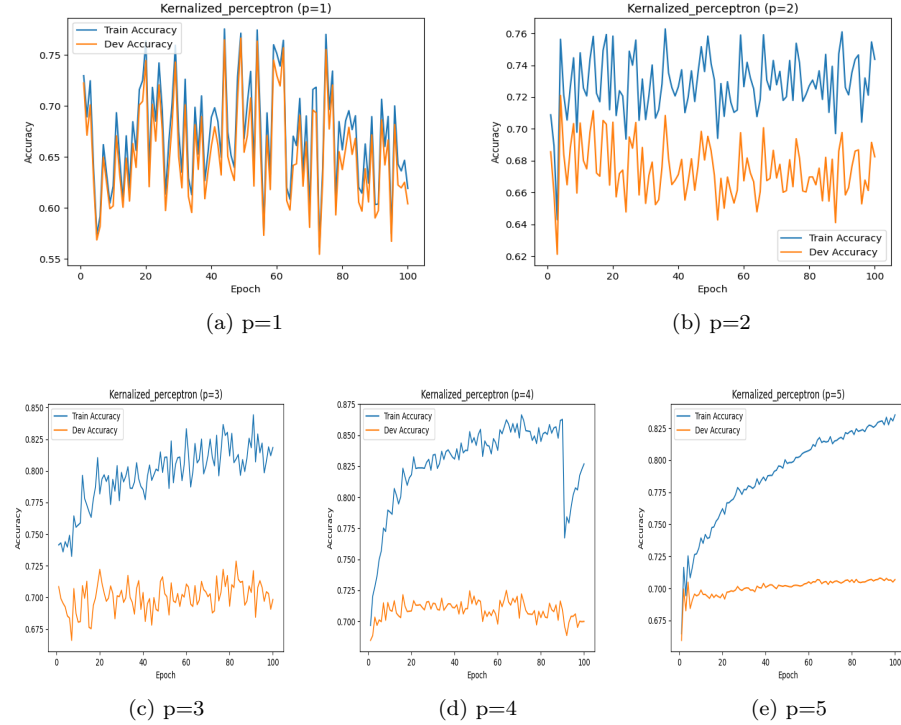 Kernalized_perceptron (p=1)
Train Accuracy
Dev Accuracy
0.75
0.70
0.65
0.60
0.55
Accuracy
0 20 40 60 80 100
Epoch
(a) p=1
Kernalized_perceptron (p=2)
0.76
0.74
0.72
0.70
0.68
0.66
0.64
0.62
Accuracy
Train Accuracy
Dev Accuracy
0 20 40 60 80 100
Epoch
(b) p=2
Kernalized_perceptron (p=3)
0.850
Train Accuracy
Dev Accuracy
0.825
0.800
0.775
0.750
0.725
0.700
0.675
Accuracy
0 20 40 60 80 100
Epoch
(c) p=3
Kernalized_perceptron (p=4)
0.875
Train Accuracy
Dev Accuracy
0.850
0.825
0.800
0.775
0.750
0.725
0.700
Accuracy
0 20 40 60 80 100
Epoch
(d) p=4
Kernalized_perceptron (p=5)
Train Accuracy
Dev Accuracy
0.825
0.800
0.775
0.750
0.725
0.700
0.675
Accuracy
0 20 40 60 80 100
Epoch
(e) p=5